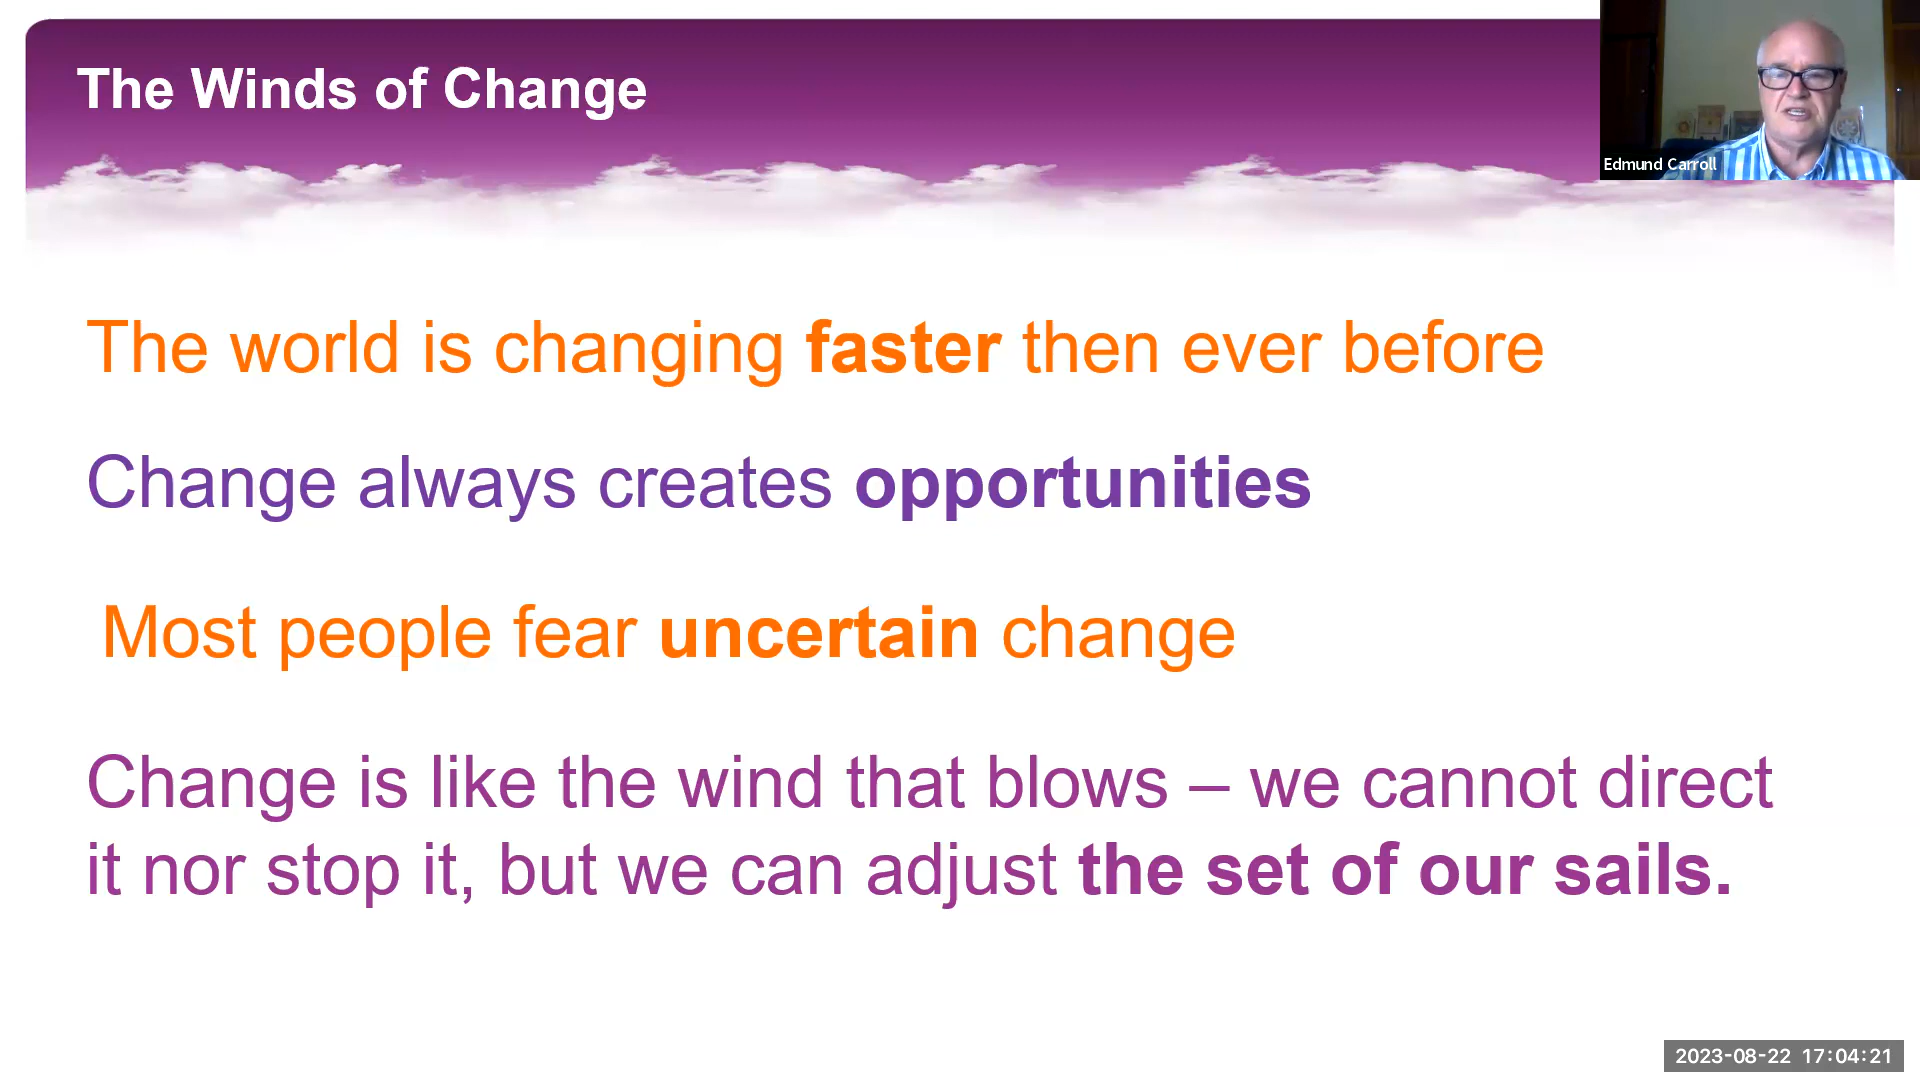 The Winds of Change
Edmund Carroll
The world is changing faster then ever before
Change always creates opportunities
Most people fear uncertain change
Change is like the wind that blows – we cannot direct
it nor stop it, but we can adjust the set of our sails.
2023-08-22 17:04:21